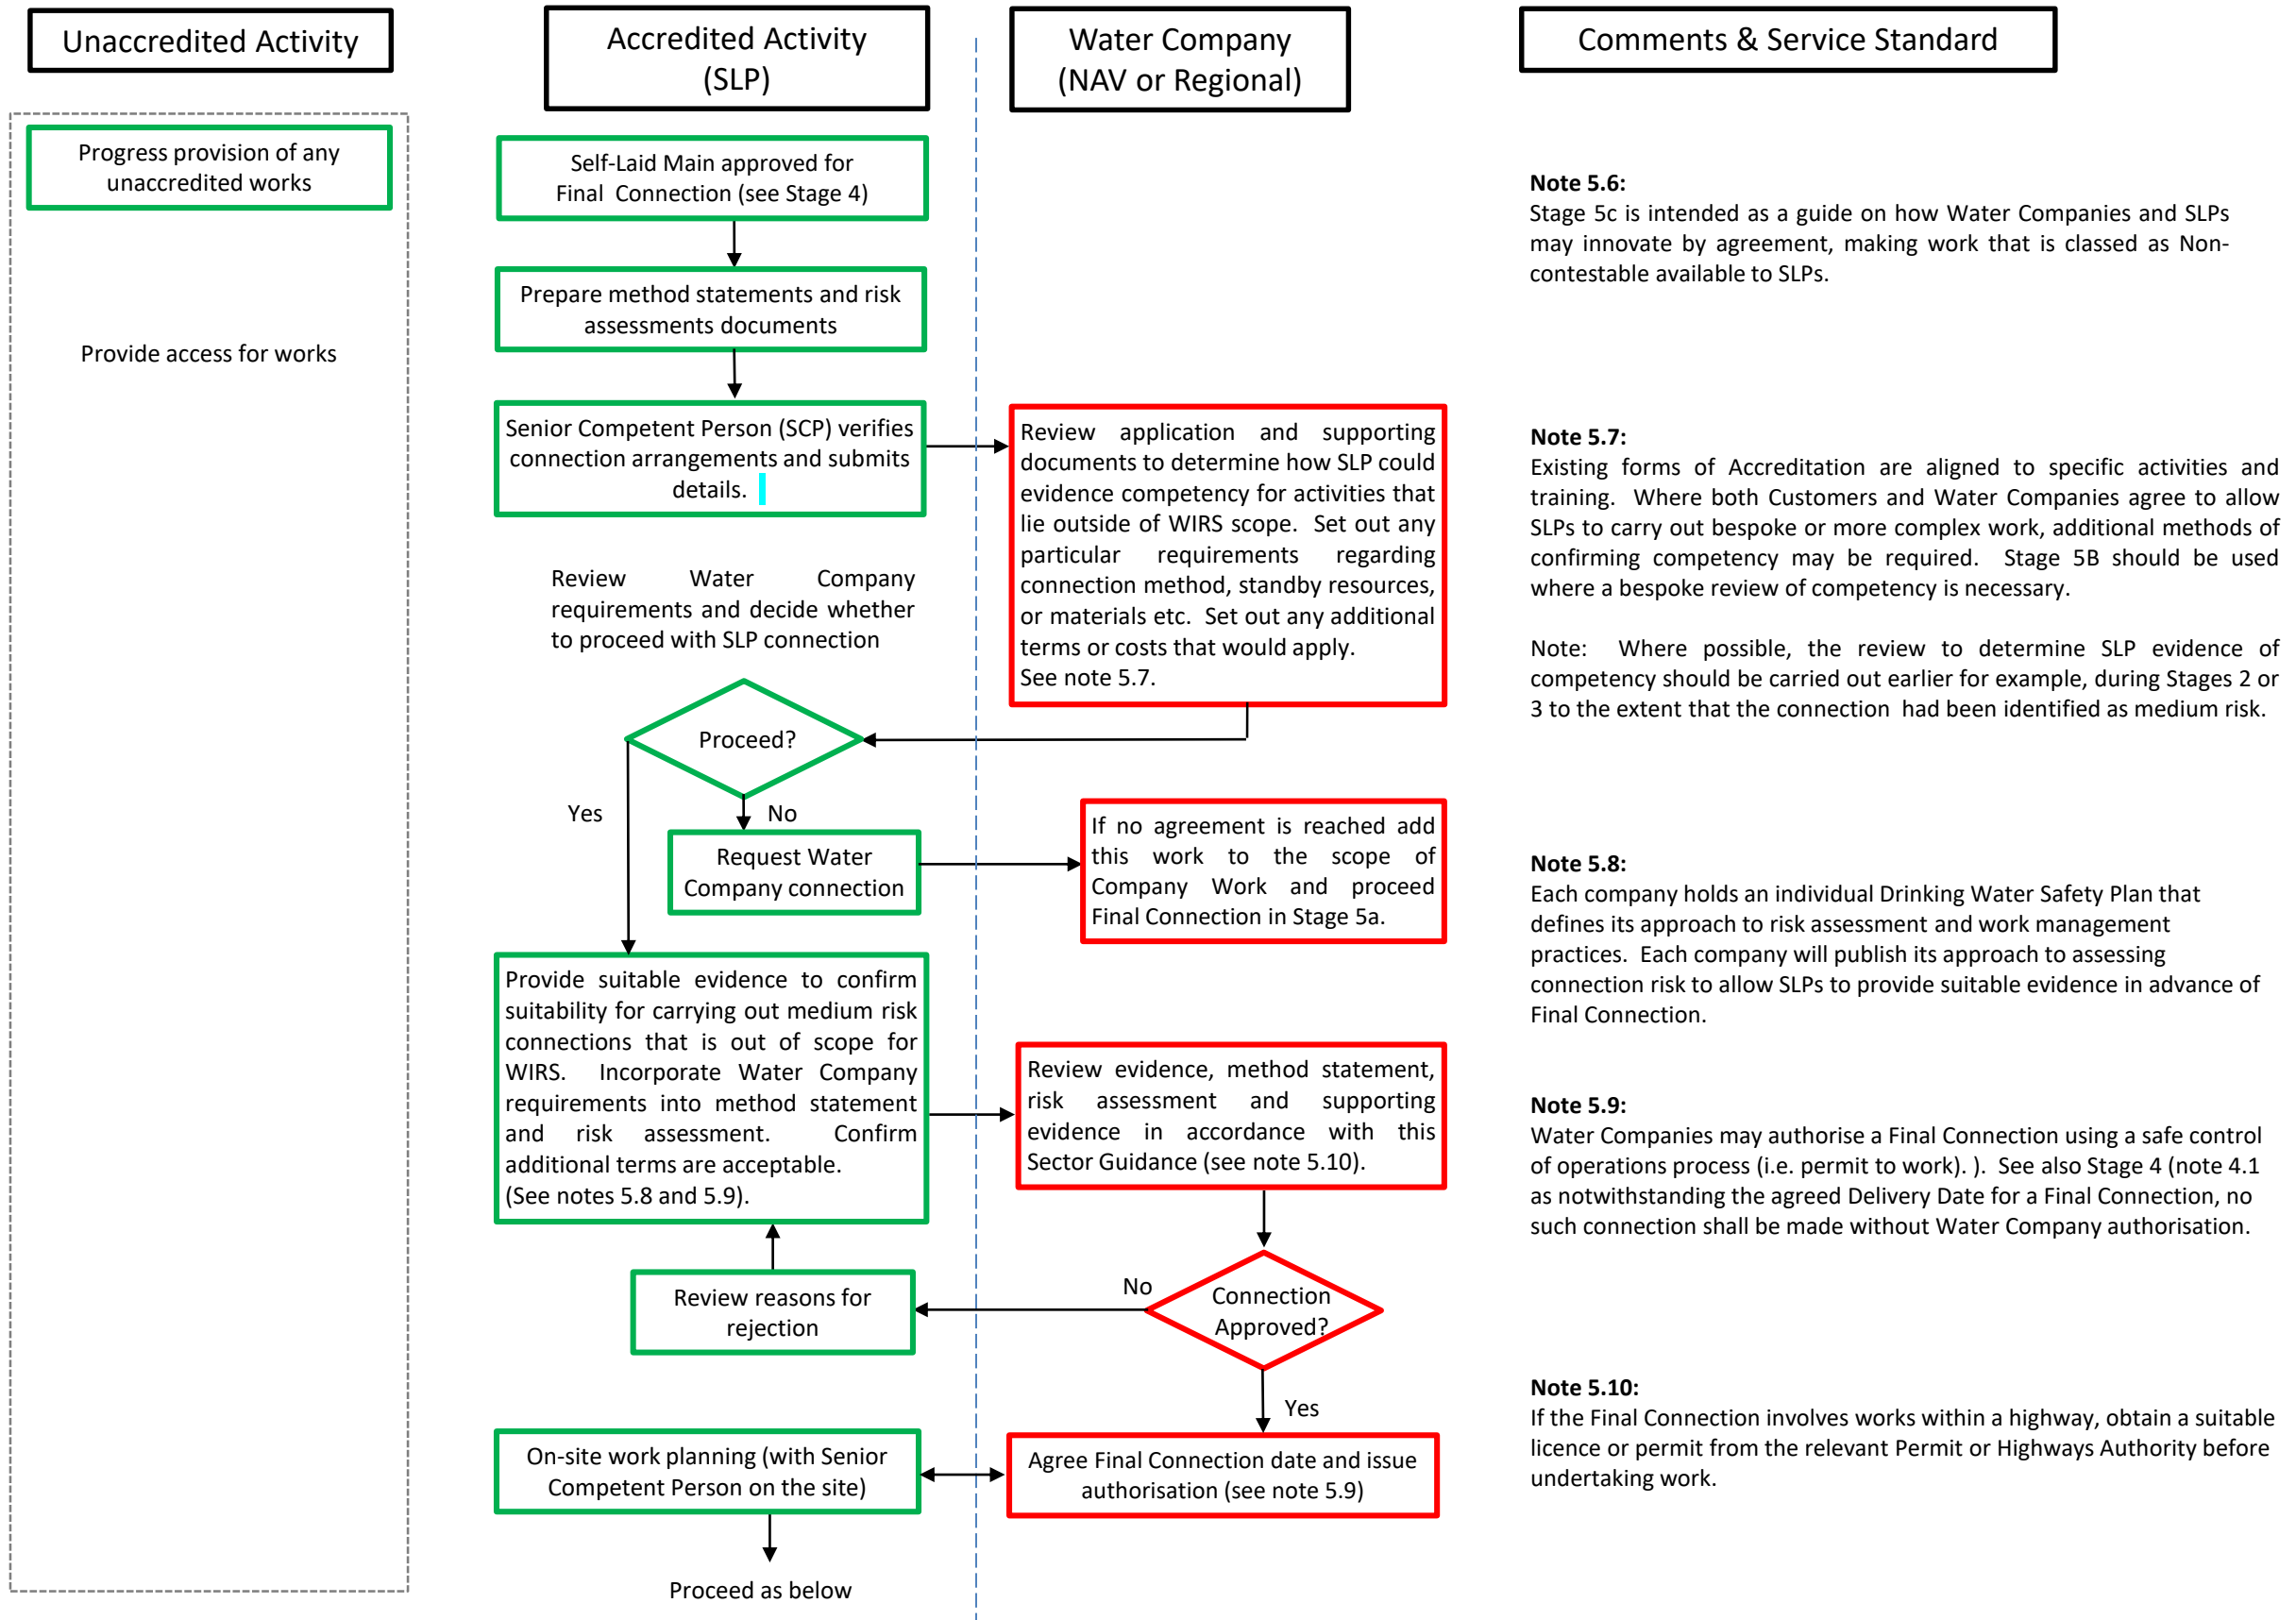 Unaccredited Activity
Accredited Activity
(SLP)
Water Company
(NAV or Regional)
Comments & Service Standard
Progress provision of any
unaccredited works
Provide access for works
Self-Laid Main approved for
Final Connection (see Stage 4)
Prepare method statements and risk
assessments documents
Senior Competent Person (SCP) verifies
connection arrangements and submits
details.
Review Water Company
requirements and decide whether
to proceed with SLP connection
Review application and supporting
documents to determine how SLP could
evidence competency for activities that
lie outside of WIRS scope. Set out any
particular requirements regarding
connection method, standby resources,
or materials etc. Set out any additional
terms or costs that would apply.
See note 5.7.
Proceed?
Yes
No
Request Water
Company connection
If no agreement is reached add
this work to the scope of
Company Work and proceed
Final Connection in Stage 5a.
Provide suitable evidence to confirm
suitability for carrying out medium risk
connections that is out of scope for
WIRS. Incorporate Water Company
requirements into method statement
and risk assessment. Confirm
additional terms are acceptable.
(See notes 5.8 and 5.9).
Review evidence, method statement,
risk assessment and supporting
evidence in accordance with this
Sector Guidance (see note 5.10).
Review reasons for
rejection
No
Connection
Approved?
Yes
On-site work planning (with Senior
Competent Person on the site)
Agree Final Connection date and issue
authorisation (see note 5.9)
Proceed as below
Note 5.6:
Stage 5c is intended as a guide on how Water Companies and SLPs
may innovate by agreement, making work that is classed as Non-
contestable available to SLPs.
Note 5.7:
Existing forms of Accreditation are aligned to specific activities and
training. Where both Customers and Water Companies agree to allow
SLPs to carry out bespoke or more complex work, additional methods of
confirming competency may be required. Stage 5B should be used
where a bespoke review of competency is necessary.
Note: Where possible, the review to determine SLP evidence of
competency should be carried out earlier for example, during Stages 2 or
3 to the extent that the connection had been identified as medium risk.
Note 5.8:
Each company holds an individual Drinking Water Safety Plan that
defines its approach to risk assessment and work management
practices. Each company will publish its approach to assessing
connection risk to allow SLPs to provide suitable evidence in advance of
Final Connection.
Note 5.9:
Water Companies may authorise a Final Connection using a safe control
of operations process (i.e. permit to work). ). See also Stage 4 (note 4.1
as notwithstanding the agreed Delivery Date for a Final Connection, no
such connection shall be made without Water Company authorisation.
Note 5.10:
If the Final Connection involves works within a highway, obtain a suitable
licence or permit from the relevant Permit or Highways Authority before
undertaking work.